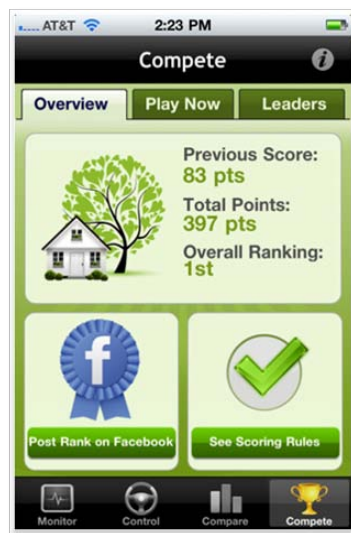 AT&T 2:23 PM
Compete i
Overview Play Now Leaders
Previous Score:
83 pts
Total Points:
397 pts
Overall Ranking:
1st
f
Post Rank on Facebook See Scoring Rules
Monitor Control Compare Compete